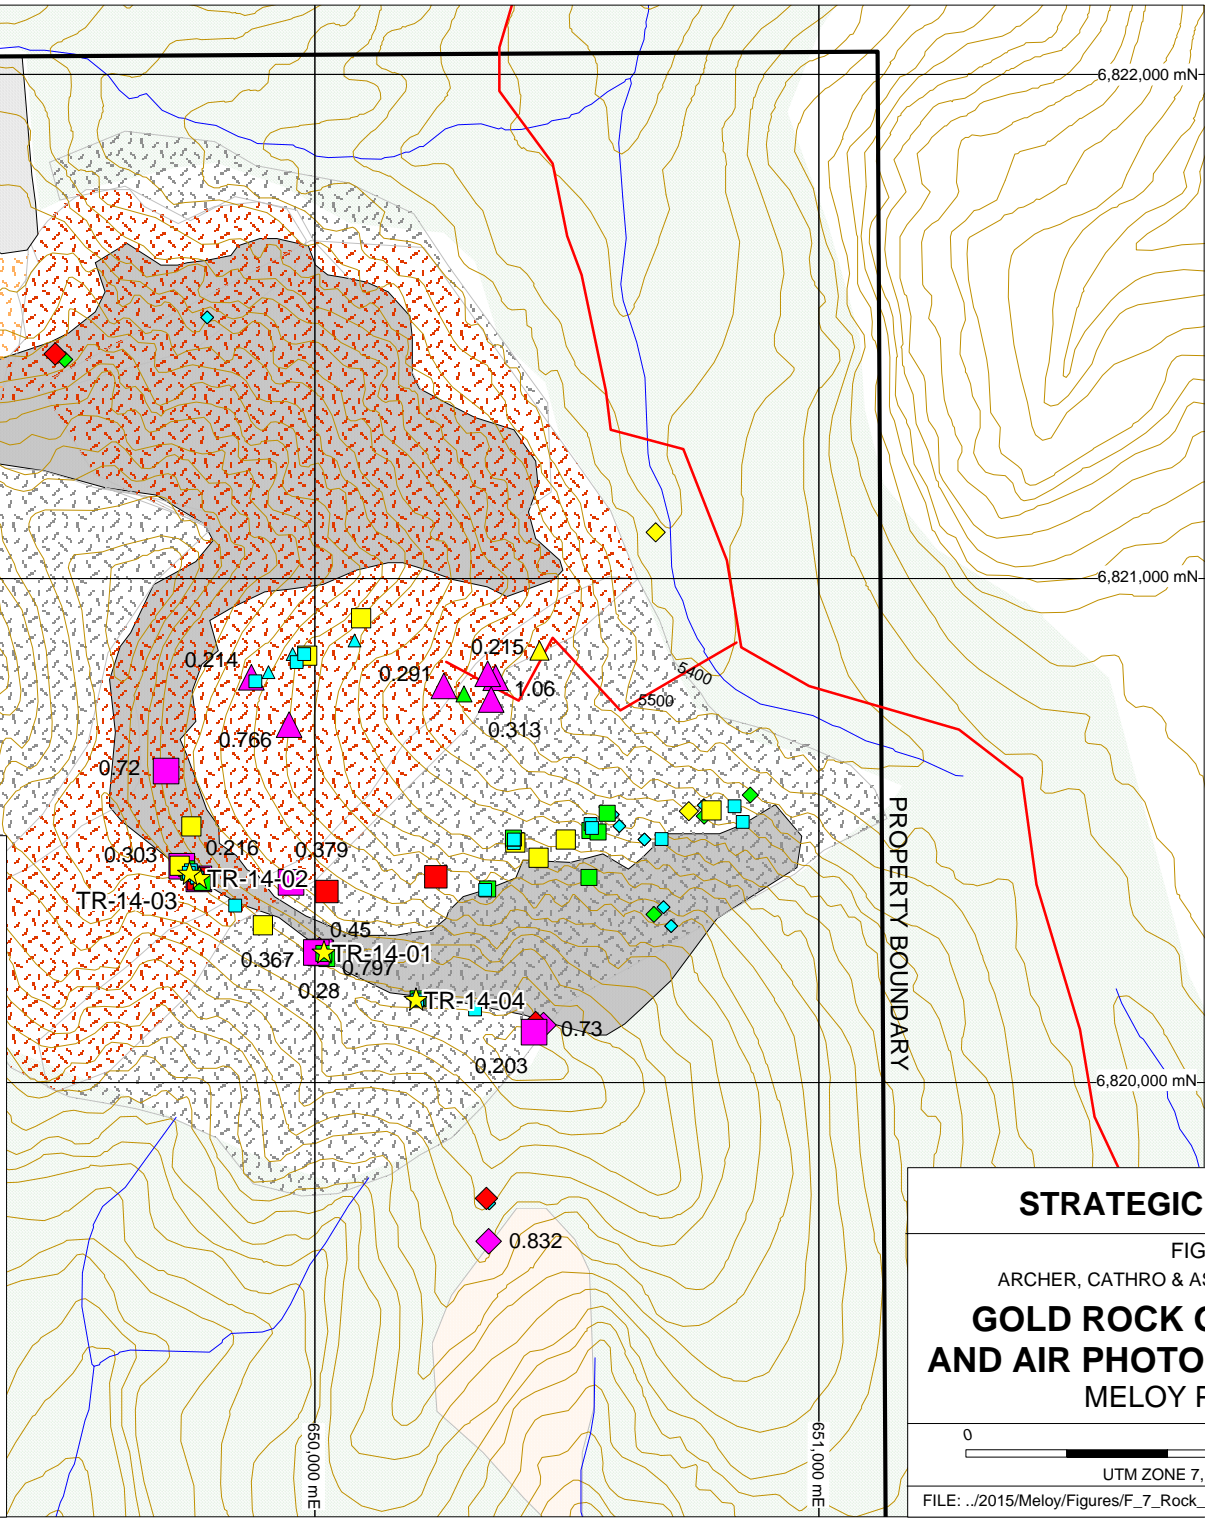 6,822,000 mN
6,821,000 mN
0.215
0.214
0.291
5400
1.06
5500
0.313
0.766
0.72
PROPERTY BOUNDARY
0.303
0.216
0.379
TR-14-02
TR-14-03
0.45
TR-14-01
0.367
0.797
0.28
TR-14-04
0.73
0.203
6,820,000 mN
0.832
650,000 mE
651,000 mE
STRATEGIC
FIG
ARCHER, CATHRO & AS
GOLD ROCK
AND AIR PHOTO
MELOY
0
UTM ZONE 7,
FILE: ../2015/Meloy/Figures/F_7_Rock_